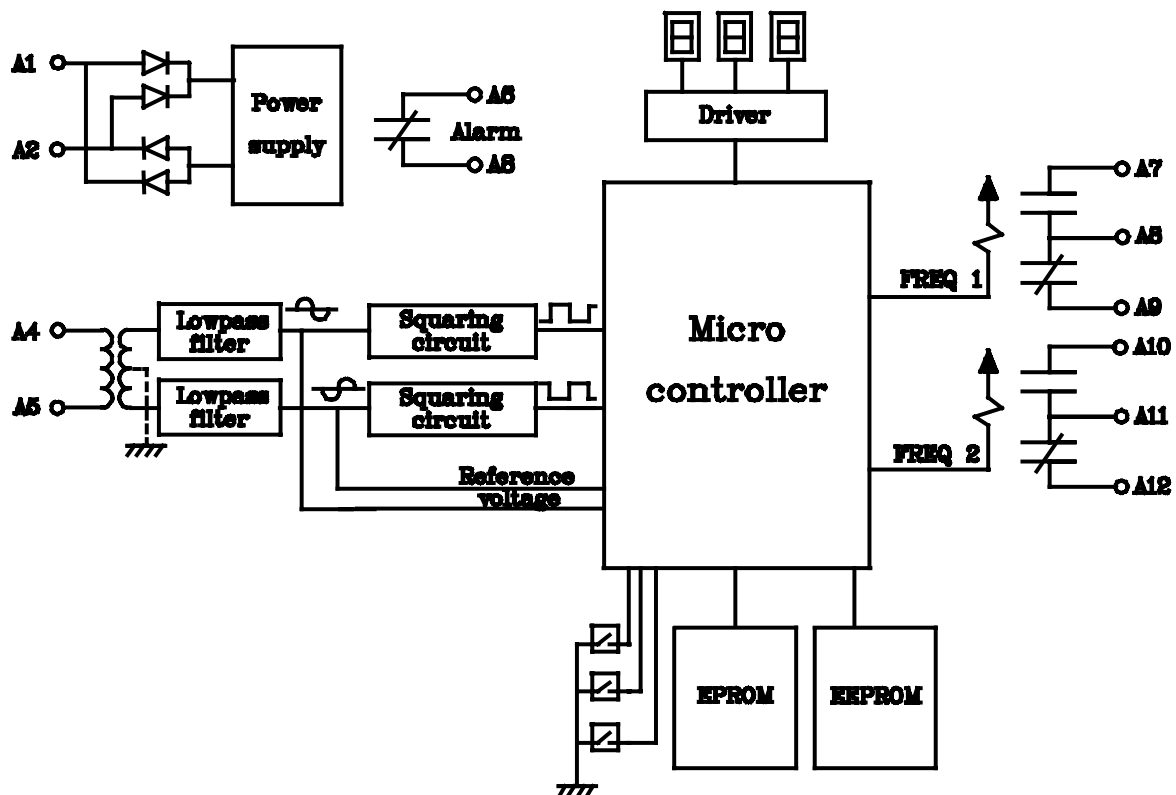 A1
Power
supply
A2
A6
Alarm
Driver
A7
A8
A9
FREQ 1
Micro
controller
A4
Lowpass
filter
Squaring
circuit
A5
Lowpass
filter
Squaring
circuit
Reference
voltage
A10
A11
A12
FREQ 2
EPROM
EEPROM